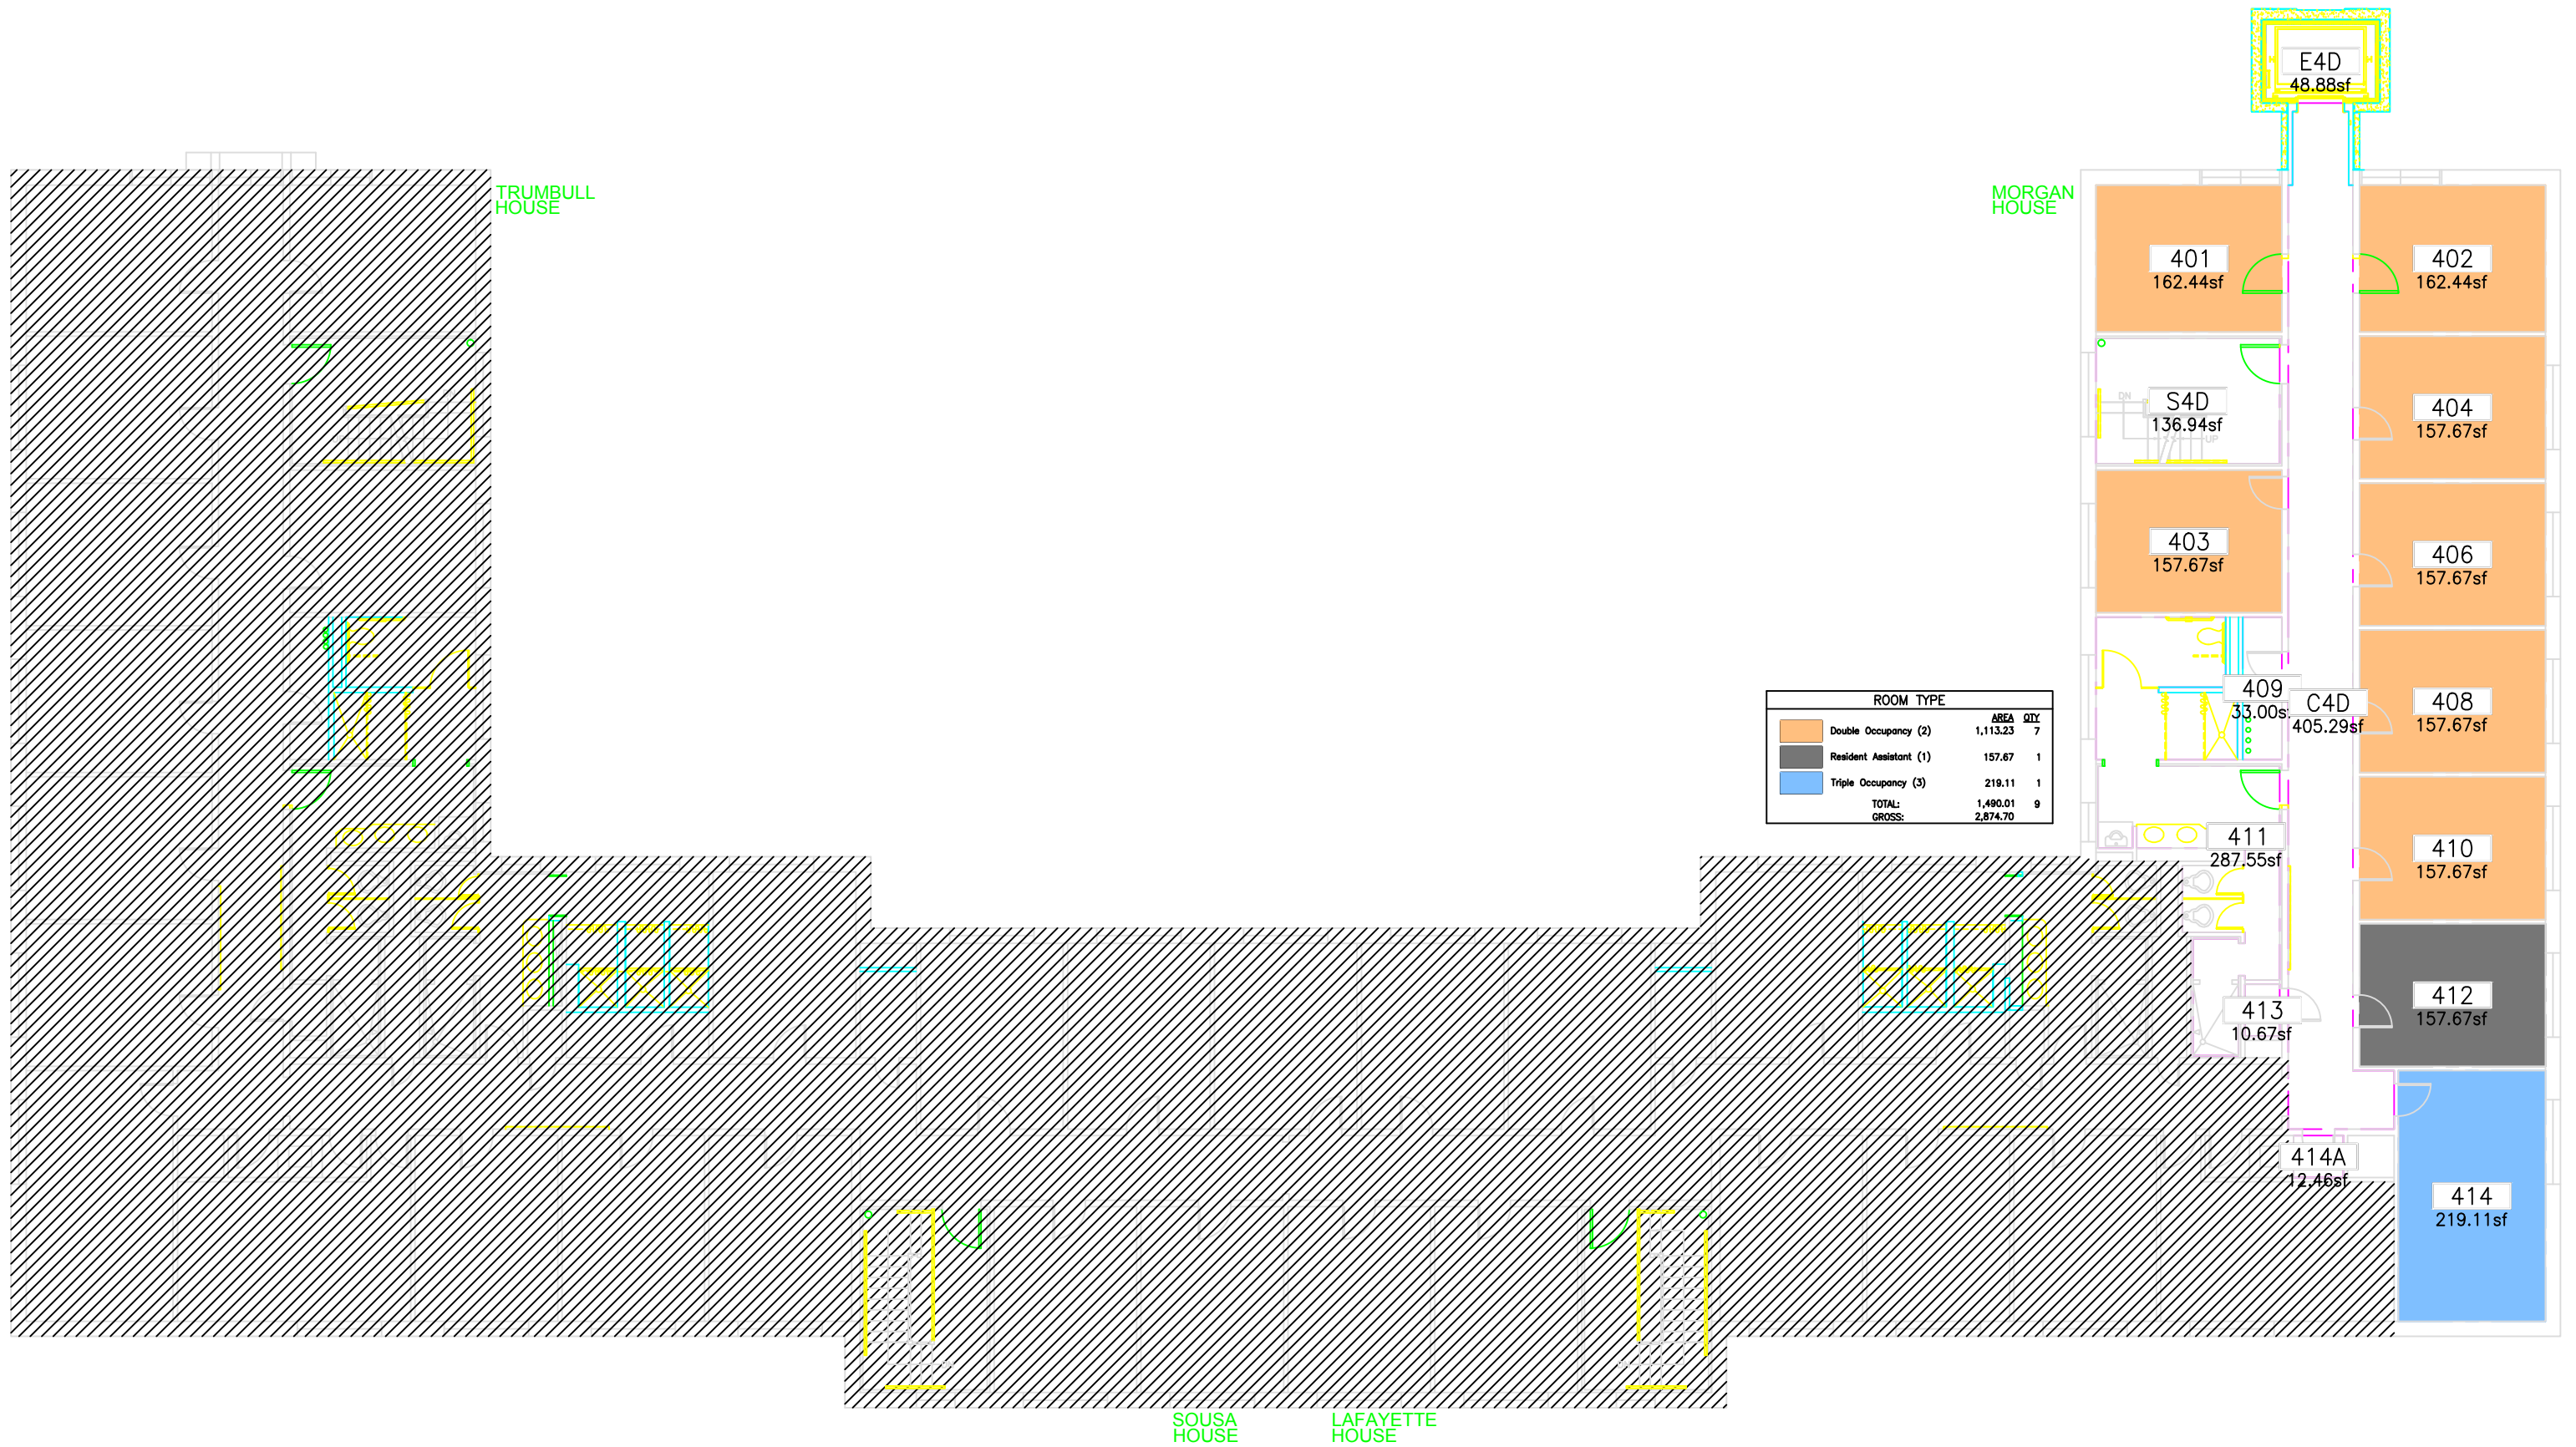 E4D
48.88sf
TRUMBULL
HOUSE
MORGAN
HOUSE
401
162.44sf
402
162.44sf
S4D
136.94sf
DN
UP
404
157.67sf
403
157.67sf
406
157.67sf
409
33.00sf
C4D
405.29sf
408
157.67sf
ROOM TYPE
AREA QTY
Double Occupancy (2) 1,113.23 7
Resident Assistant (1) 157.67 1
Triple Occupancy (3) 219.11 1
TOTAL: 1,490.01 9
GROSS: 2,874.70
411
287.55sf
410
157.67sf
413
10.67sf
412
157.67sf
414A
12.46sf
414
219.11sf
SOUSA
HOUSE
LAFAYETTE
HOUSE